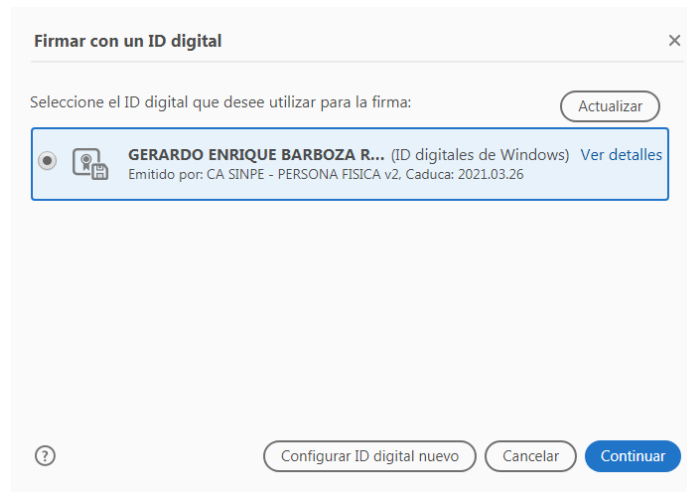 Firmar con un ID digital
Seleccione el ID digital que desee utilizar para la firma:
Actualizar
GERARDO ENRIQUE BARBOZA R... (ID digitales de Windows) Ver detalles
Emitido por: CA SINPE - PERSONA FISICA v2, Caduca: 2021.03.26
? Configurar ID digital nuevo Cancelar Continuar